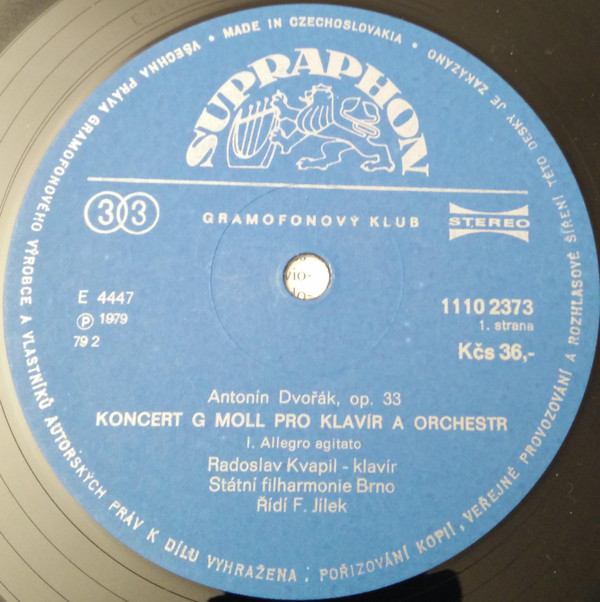 SUPRAPHON
33
GRAMOFONOVÝ KLUB
STEREO
E 4447
Ⓟ 1979
79 2
1110 2373
1. strana
Kčs 36,-
Antonín Dvořák, op. 33
KONCERT G MOLL PRO KLAVÍR A ORCHESTR
I. Allegro agitato
Radoslav Kvapil - klavír
Státní filharmonie Brno
Řídí F. Jílek
MADE IN CZECHOSLOVAKIA • VŠECHNA PRÁVA GRAMOFONOVÉHO VÝROBCE A VLASTNÍKŮ AUTORSKÝCH PRÁV K DÍLU VYHRAŽENA. POŘIZOVÁNÍ KOPIÍ, VEŘEJNÉ PROVOZOVÁNÍ A ROZHLASOVÉ ŠÍŘENÍ TÉTO DESKY JE ZAKÁZÁNO •